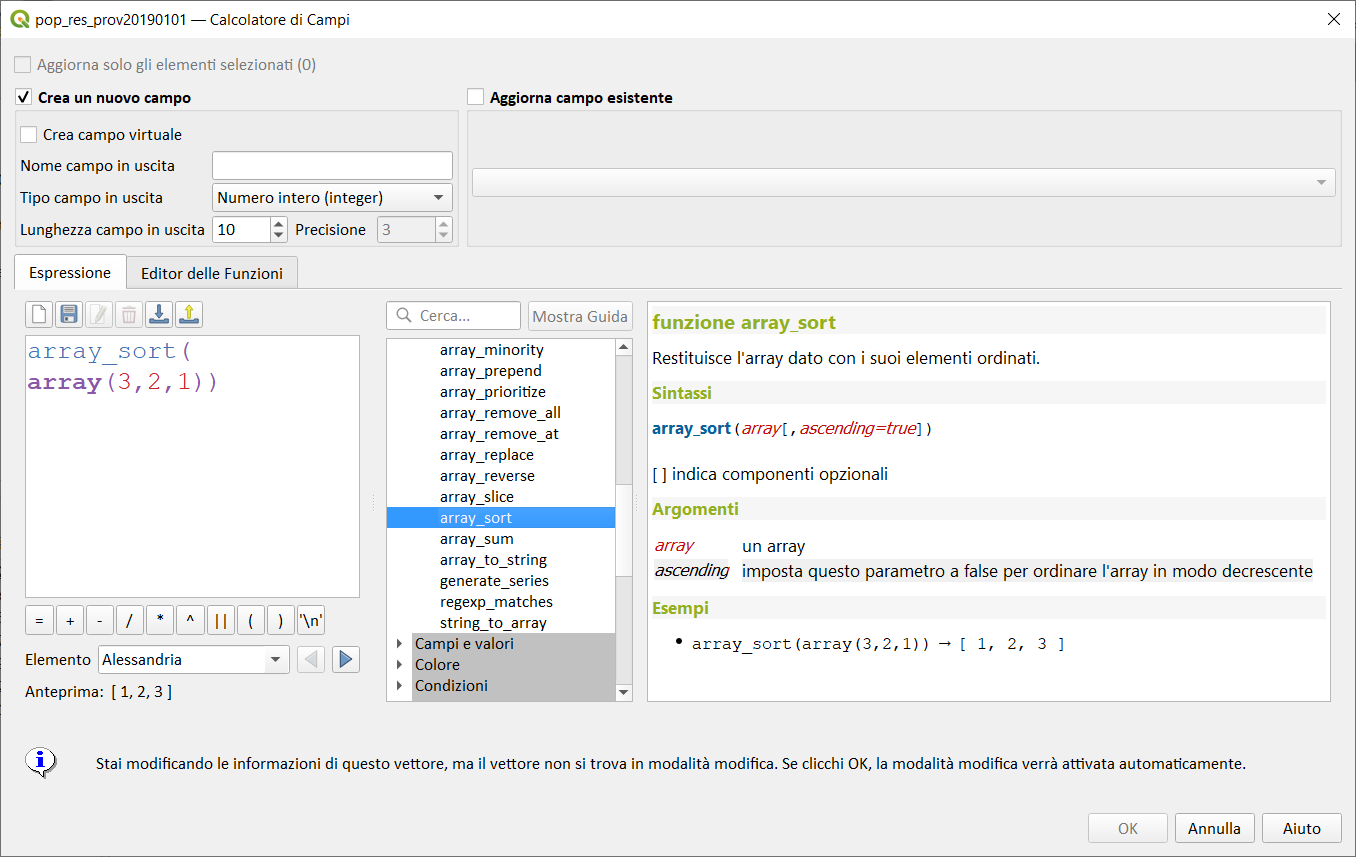 pop_res_prov20190101 — Calcolatore di Campi
Aggiorna solo gli elementi selezionati (0)
Crea un nuovo campo
Aggiorna campo esistente
Crea campo virtuale
Nome campo in uscita
Tipo campo in uscita Numero intero (integer)
Lunghezza campo in uscita 10 Precisione 3
Espressione Editor delle Funzioni
Cerca... Mostra Guida
array_sort(
array(3,2,1))
= + - / * ^ || ( ) '\n'
Elemento Alessandria
Anteprima: [ 1, 2, 3 ]
array_minority
array_prepend
array_prioritize
array_remove_all
array_remove_at
array_replace
array_reverse
array_slice
array_sort
array_sum
array_to_string
generate_series
regexp_matches
string_to_array
Campi e valori
Colore
Condizioni
funzione array_sort
Restituisce l'array dato con i suoi elementi ordinati.
Sintassi
array_sort(array[,ascending=true])
[ ] indica componenti opzionali
Argomenti
array un array
ascending imposta questo parametro a false per ordinare l'array in modo decrescente
Esempi
• array_sort(array(3,2,1)) → [ 1, 2, 3 ]
Stai modificando le informazioni di questo vettore, ma il vettore non si trova in modalità modifica. Se clicchi OK, la modalità modifica verrà attivata automaticamente.
OK Annulla Aiuto